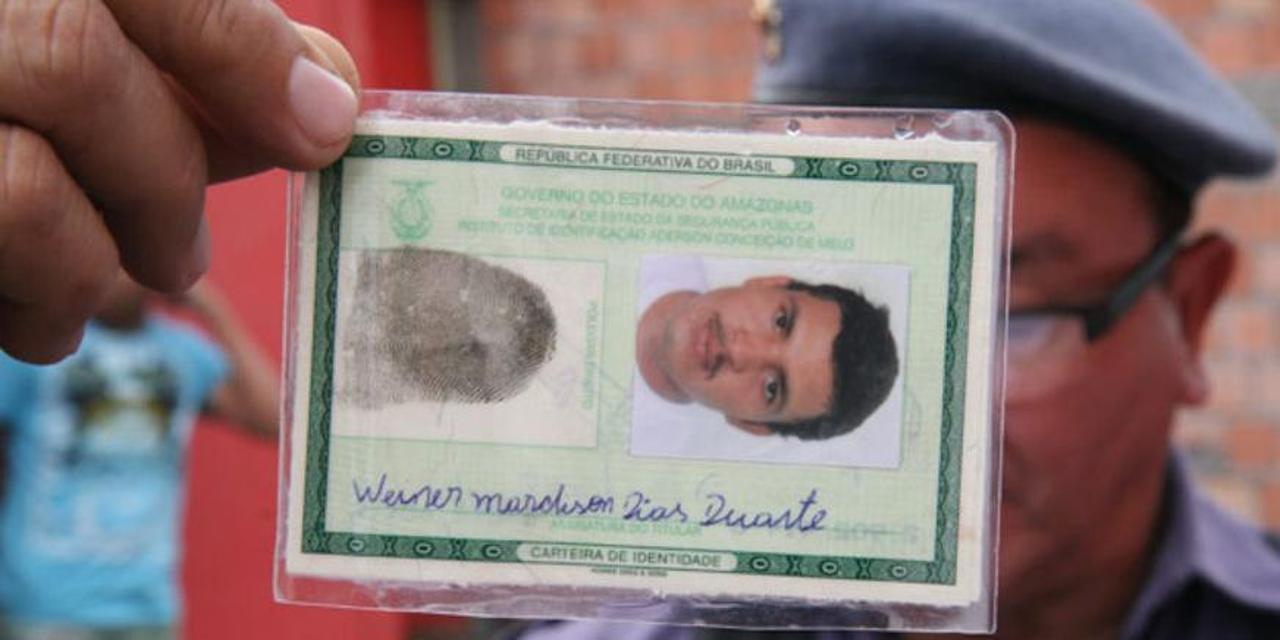 REPÚBLICA FEDERATIVA DO BRASIL
GOVERNO DO ESTADO DO AMAZONAS
SECRETARIA DE ESTADO DA SEGURANÇA PÚBLICA
INSTITUTO DE IDENTIFICAÇÃO ADERSON CONCEIÇÃO DE MELO
POLEGAR DIREITO
Weiner mardison Dias Duarte
ASSINATURA DO TITULAR
CARTEIRA DE IDENTIDADE